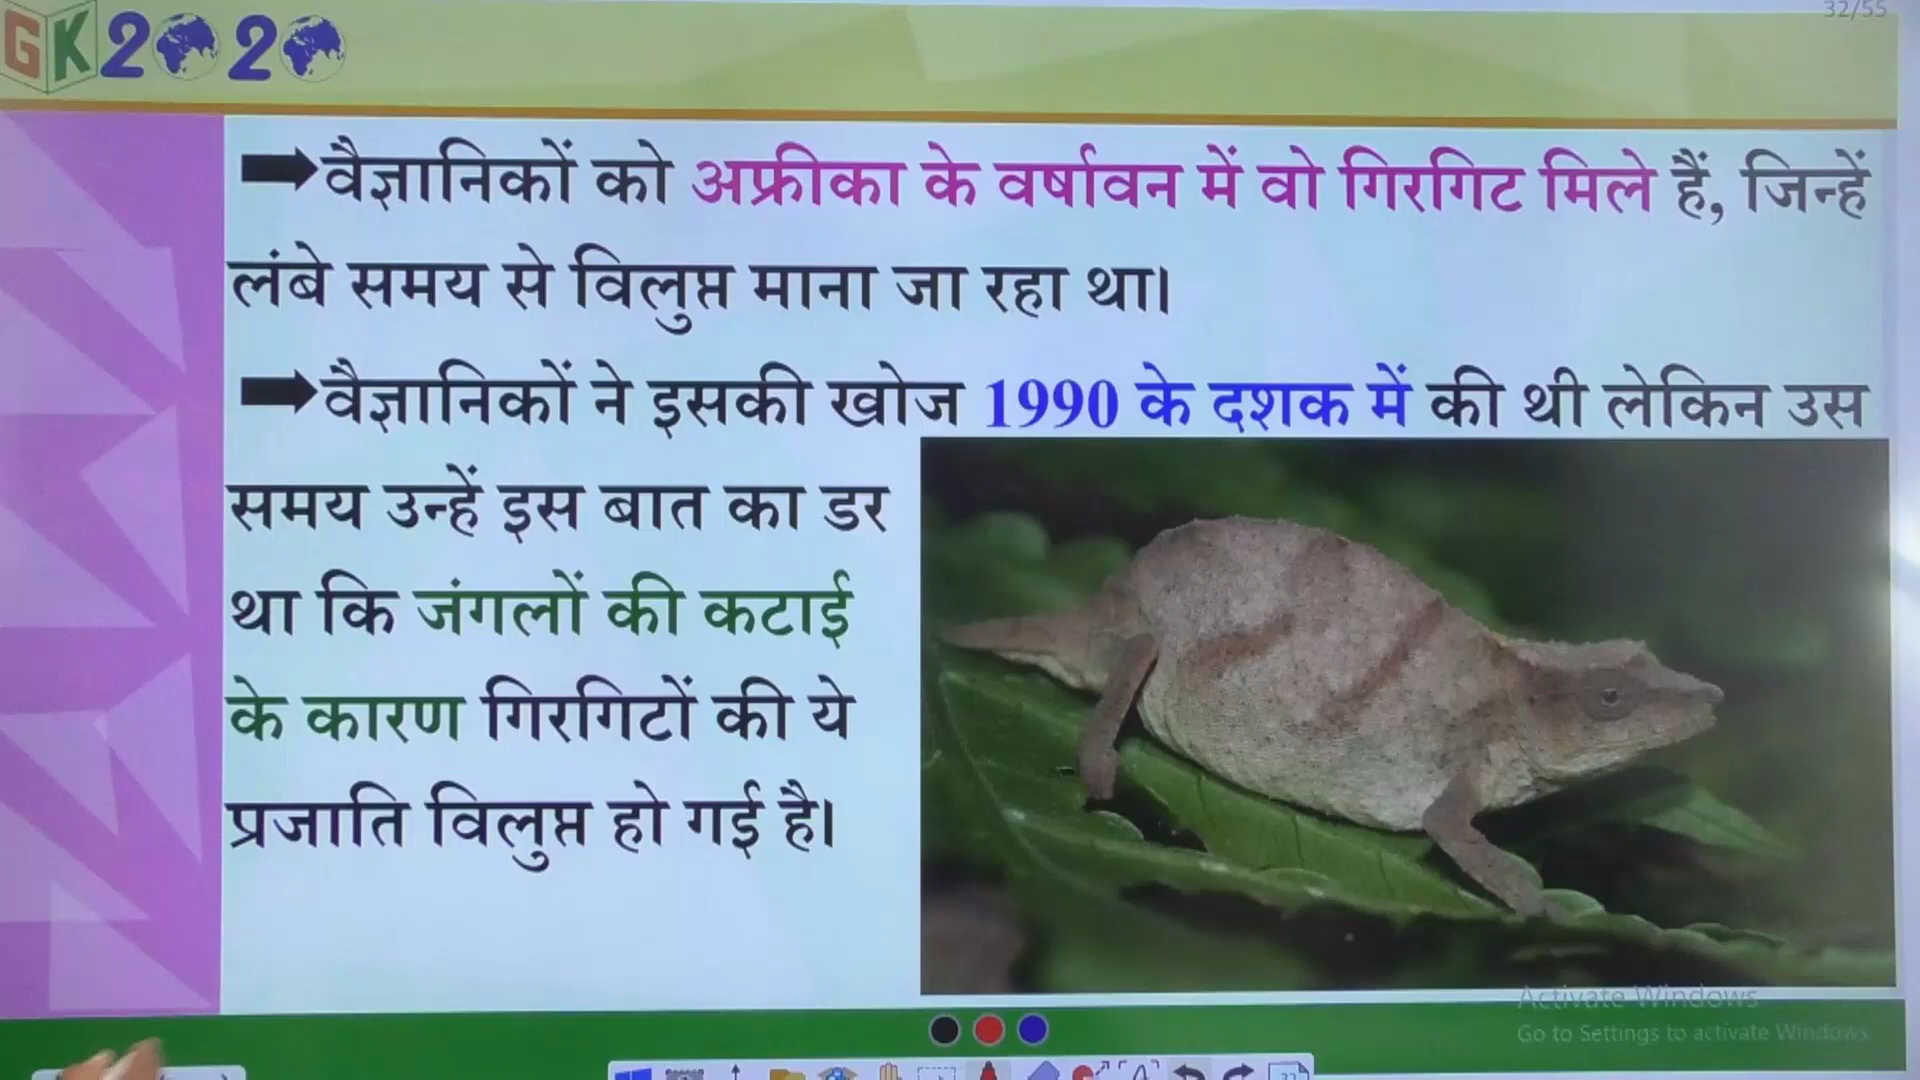 32/55
GK2020
➡वैज्ञानिकों को अफ्रीका के वर्षावन में वो गिरगिट मिले हैं, जिन्हें
लंबे समय से विलुप्त माना जा रहा था।
➡वैज्ञानिकों ने इसकी खोज 1990 के दशक में की थी लेकिन उस
समय उन्हें इस बात का डर
था कि जंगलों की कटाई
के कारण गिरगिटों की ये
प्रजाति विलुप्त हो गई है।
Activate Windows
Go to Settings to activate Windows